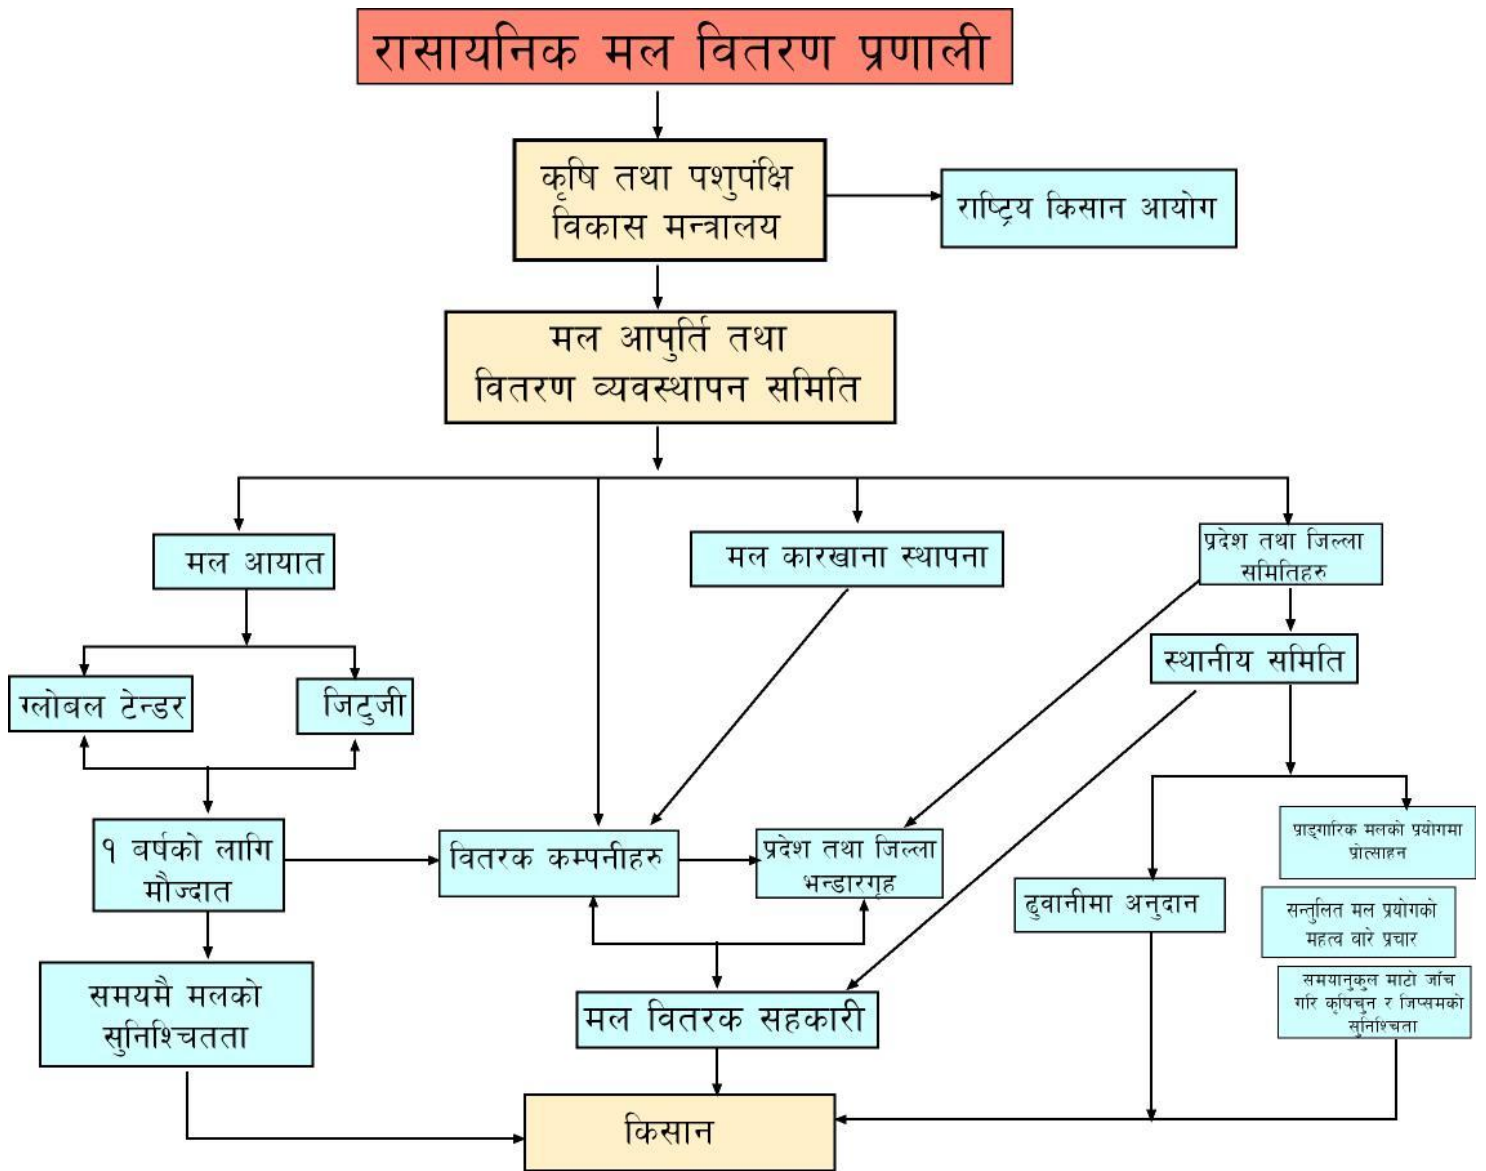 रासायनिक मल वितरण प्रणाली
कृषि तथा पशुपंक्षि
विकास मन्त्रालय
राष्ट्रिय किसान आयोग
मल आपुर्ति तथा
वितरण व्यवस्थापन समिति
मल आयात
मल कारखाना स्थापना
प्रदेश तथा जिल्ला
समितिहरु
स्थानीय समिति
ग्लोबल टेन्डर
जिटुजी
१ बर्षको लागि
मौज्दात
वितरक कम्पनीहरु
प्रदेश तथा जिल्ला
भन्डारगृह
प्राङ्गारिक मलको प्रयोगमा
प्रोत्साहन
ढुवानीमा अनुदान
सन्तुलित मल प्रयोगको
महत्व वारे प्रचार
समयमै मलको
सुनिश्चितता
मल वितरक सहकारी
समयानुकुल माटो जाँच
गरि कृषिचुन र जिप्समको
सुनिश्चिता
किसान